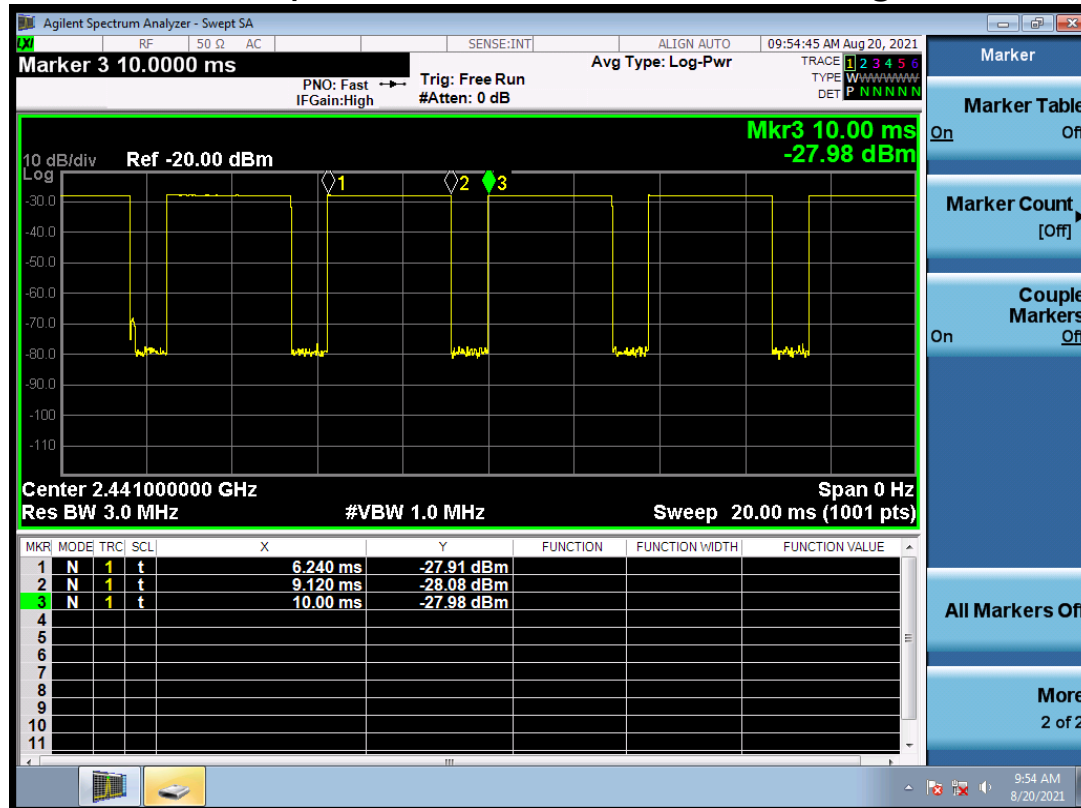 Agilent Spectrum Analyzer - Swept SA
LXI RF 50 Ω AC SENSE:INT ALIGN AUTO 09:54:45 AM Aug 20, 2021
Marker 3 10.0000 ms
PNO: Fast
IFGain:High
Trig: Free Run
#Atten: 0 dB
Avg Type: Log-Pwr
TRACE 1 2 3 4 5 6
TYPE WWWWWW
DET P N N N N N
Mkr3 10.00 ms
-27.98 dBm
10 dB/div Ref -20.00 dBm
Log
1 2 3
-30.0
-40.0
-50.0
-60.0
-70.0
-80.0
-90.0
-100
-110
Center 2.441000000 GHz Span 0 Hz
Res BW 3.0 MHz #VBW 1.0 MHz Sweep 20.00 ms (1001 pts)
MKR MODE TRC SCL X Y FUNCTION FUNCTION WIDTH FUNCTION VALUE
1 N 1 t 6.240 ms -27.91 dBm
2 N 1 t 9.120 ms -28.08 dBm
3 N 1 t 10.00 ms -27.98 dBm
4
5
6
7
8
9
10
11
Marker
Marker Table
On Off
Marker Count
[Off]
Couple
Markers
On Off
All Markers Off
More
2 of 2
9:54 AM
8/20/2021